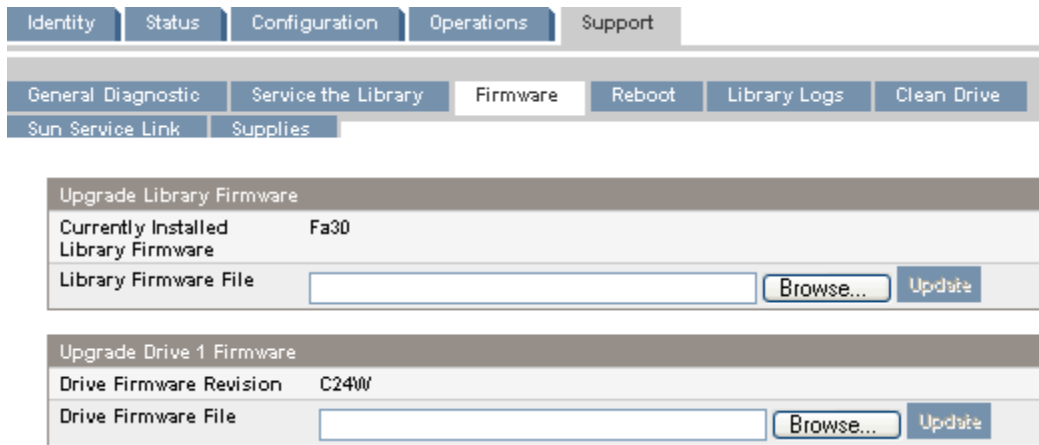 Identity Status Configuration Operations Support
General Diagnostic Service the Library Firmware Reboot Library Logs Clean Drive
Sun Service Link Supplies
Upgrade Library Firmware
Currently Installed Fa30
Library Firmware
Library Firmware File Browse... Update
Upgrade Drive 1 Firmware
Drive Firmware Revision C24W
Drive Firmware File Browse... Update